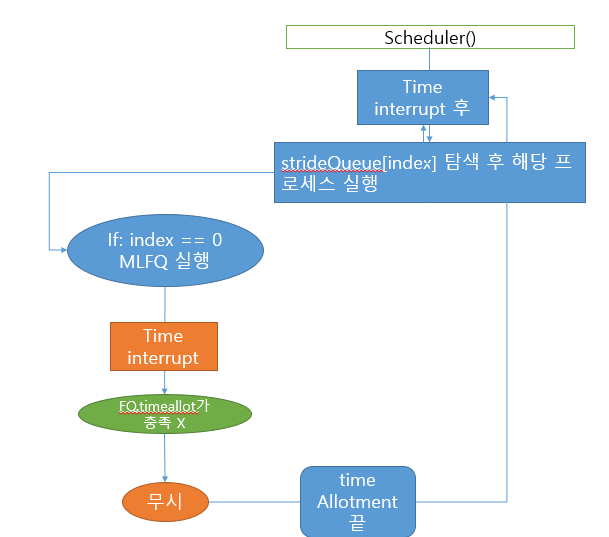 Scheduler()
Time
interrupt 후
strideQueue[index] 탐색 후 해당 프
로세스 실행
If: index == 0
MLFQ 실행
Time
interrupt
FQ.timeallot가
충족 X
무시
time
Allotment
끝